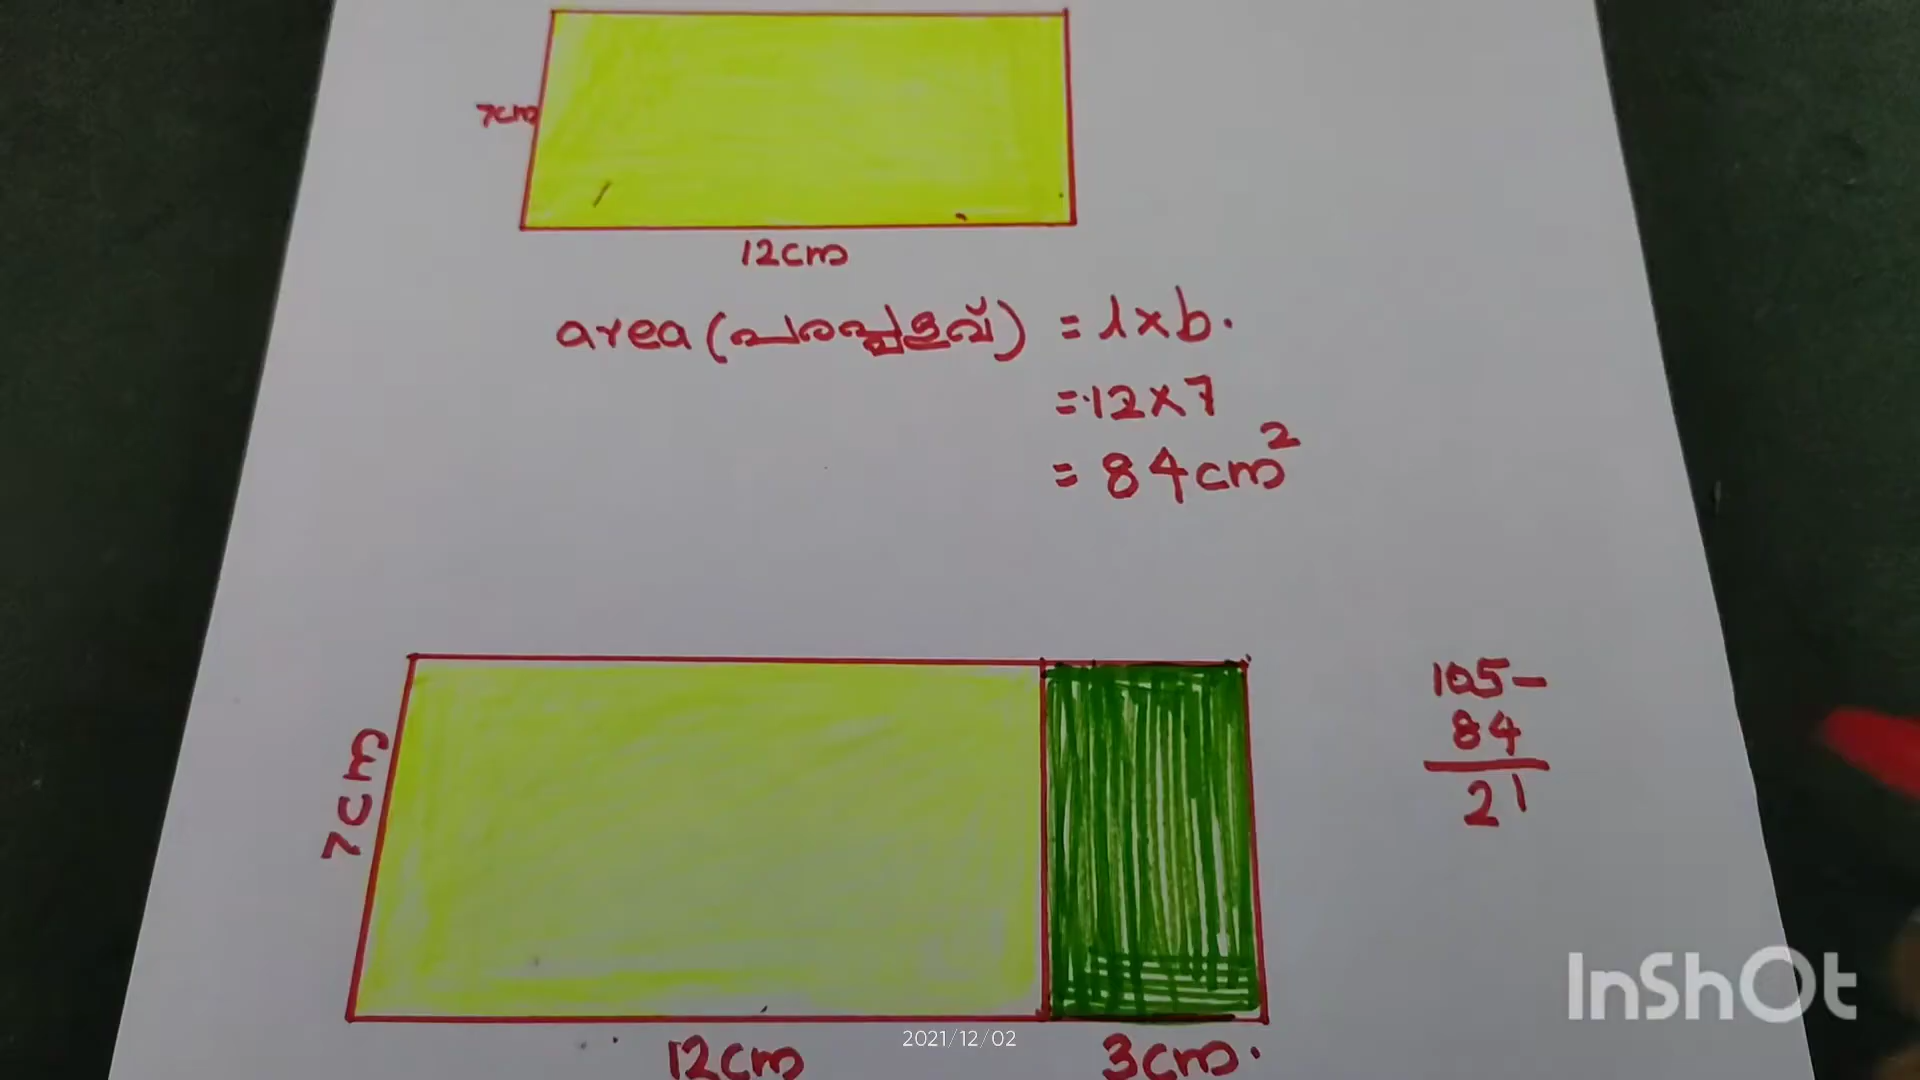 7cm
12cm
area (പരപ്പളവ്) = l×b.
= 12×7
= 84cm²
7cm
105-
84
21
12cm
3cm.
2021/12/02
InShOt